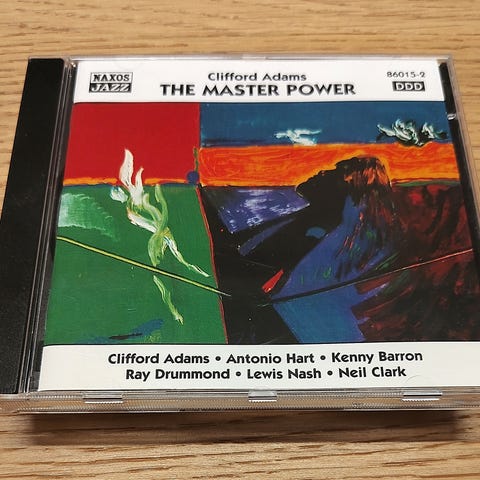 NAXOS
JAZZ
Clifford Adams
THE MASTER POWER
86015-2
DDD
Clifford Adams • Antonio Hart • Kenny Barron
Ray Drummond • Lewis Nash • Neil Clark